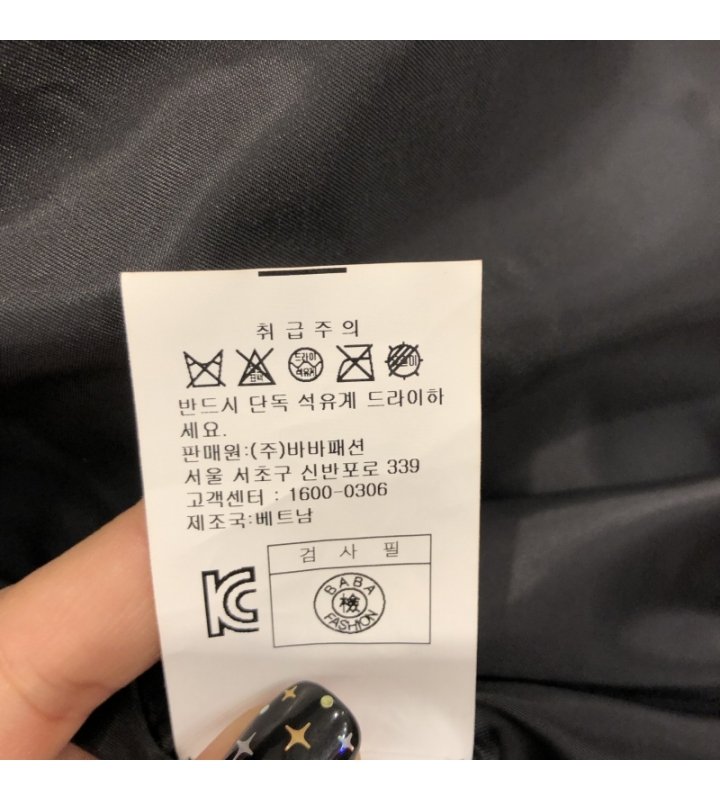 취급주의
드라이
석유계
반드시 단독 석유계 드라이하
세요.
판매원:(주)바바패션
서울 서초구 신반포로 339
고객센터 : 1600-0306
제조국:베트남
검사필
BABA
檢
FASHION